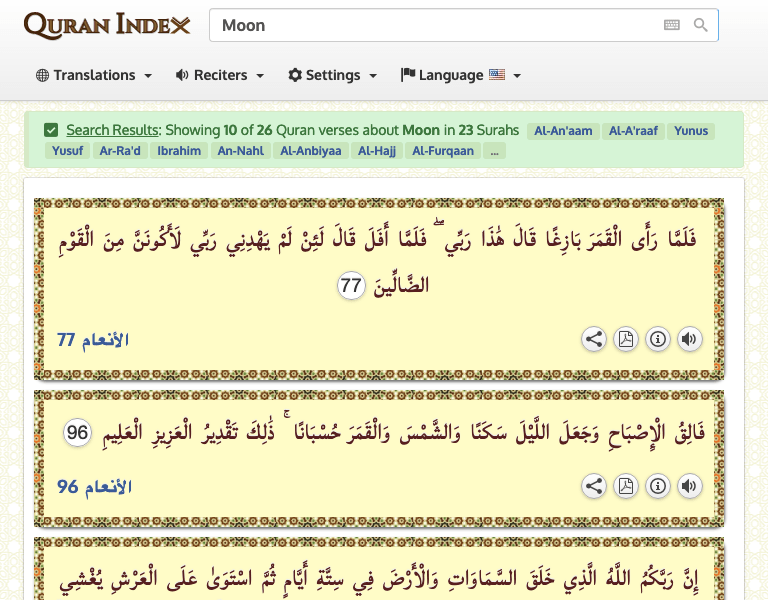 QURAN INDEX
Moon
Translations Reciters Settings Language
Search Results: Showing 10 of 26 Quran verses about Moon in 23 Surahs Al-An'aam Al-A'raaf Yunus
Yusuf Ar-Ra'd Ibrahim An-Nahl Al-Anbiyaa Al-Hajj Al-Furqaan ...
فَلَمَّا رَأَى الْقَمَرَ بَازِغًا قَالَ هَٰذَا رَبِّي ۖ فَلَمَّا أَفَلَ قَالَ لَئِنْ لَمْ يَهْدِنِي رَبِّي لَأَكُونَنَّ مِنَ الْقَوْمِ
الضَّالِّينَ 77
الأنعام 77
فَالِقُ الْإِصْبَاحِ وَجَعَلَ اللَّيْلَ سَكَنًا وَالشَّمْسَ وَالْقَمَرَ حُسْبَانًا ۚ ذَٰلِكَ تَقْدِيرُ الْعَزِيزِ الْعَلِيمِ 96
الأنعام 96
إِنَّ رَبَّكُمُ اللَّهُ الَّذِي خَلَقَ السَّمَاوَاتِ وَالْأَرْضَ فِي سِتَّةِ أَيَّامٍ ثُمَّ اسْتَوَىٰ عَلَى الْعَرْشِ يُغْشِي